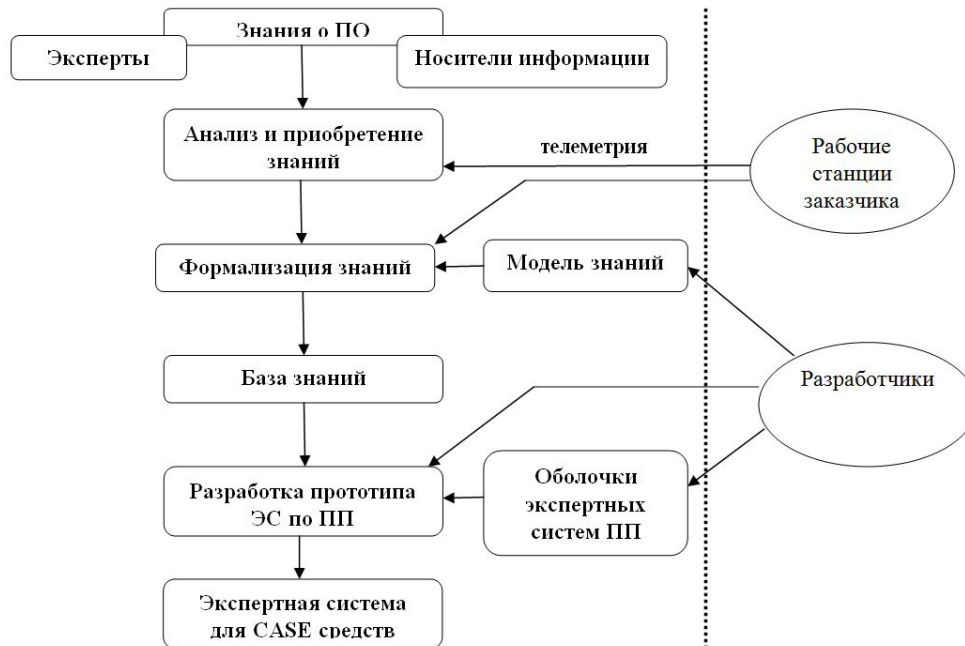 Знания о ПО
Эксперты
Носители информации
Анализ и приобретение
знаний
телеметрия
Рабочие
станции
заказчика
Формализация знаний
Модель знаний
База знаний
Разработчики
Разработка прототипа
ЭС по ПП
Оболочки
экспертных
систем ПП
Экспертная система
для CASE средств